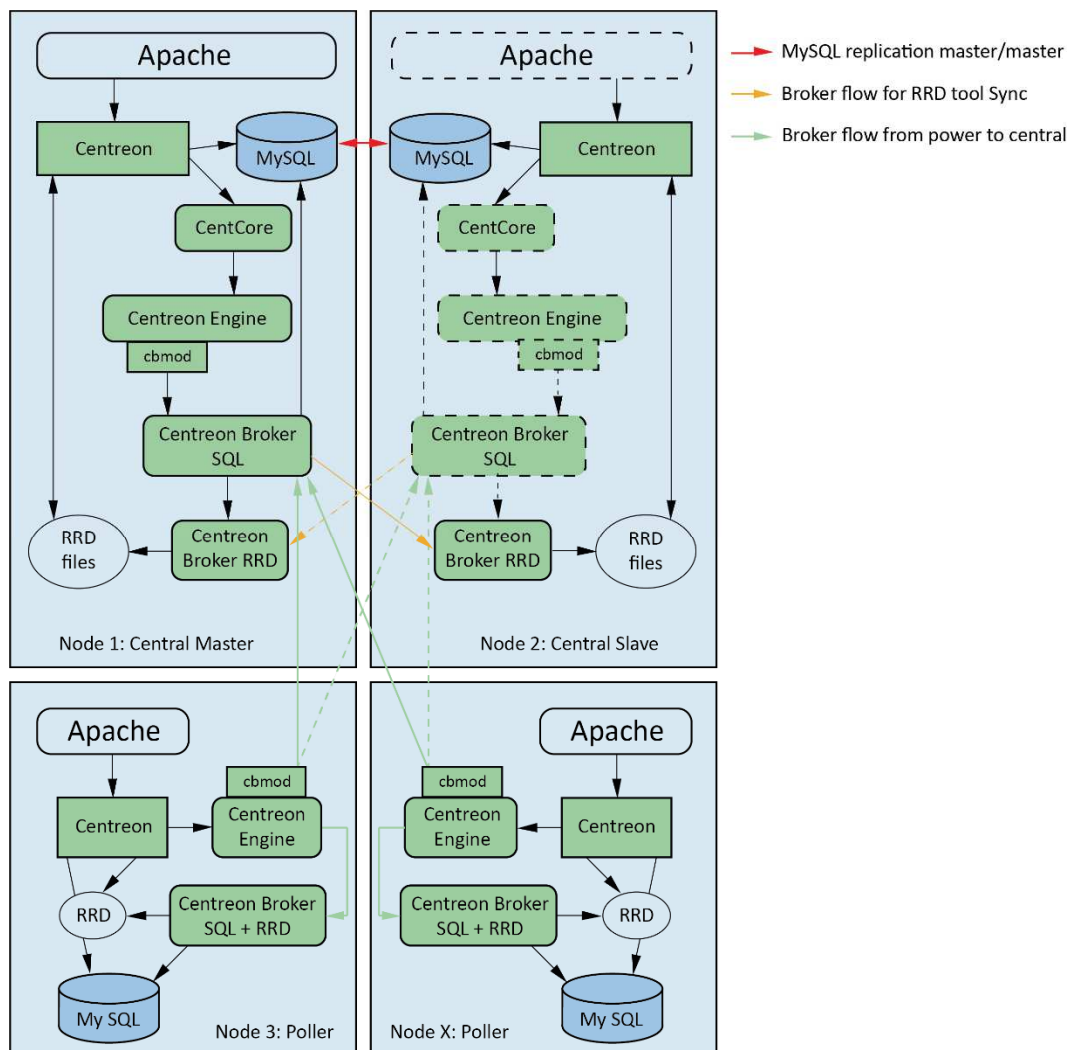 Apache
Centreon
MySQL
CentCore
Centreon Engine
cbmod
Centreon Broker
SQL
Centreon
Broker RRD
RRD
files
Node 1: Central Master
Apache
MySQL
Centreon
CentCore
Centreon Engine
cbmod
Centreon Broker
SQL
Centreon
Broker RRD
RRD
files
Node 2: Central Slave
MySQL replication master/master
Broker flow for RRD tool Sync
Broker flow from power to central
Apache
cbmod
Centreon
Centreon
Engine
RRD
Centreon Broker
SQL + RRD
My SQL
Node 3: Poller
Apache
cbmod
Centreon
Engine
Centreon
Centreon Broker
SQL + RRD
RRD
My SQL
Node X: Poller